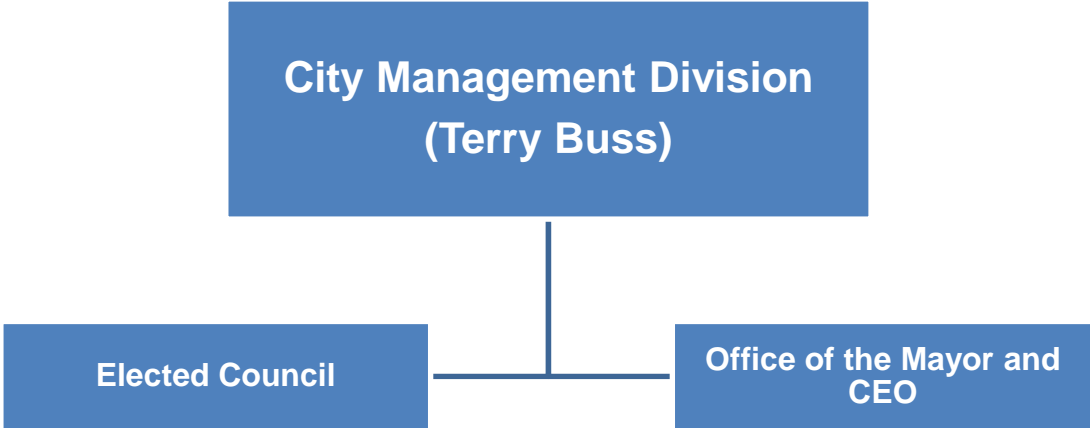 City Management Division
(Terry Buss)
Elected Council
Office of the Mayor and
CEO